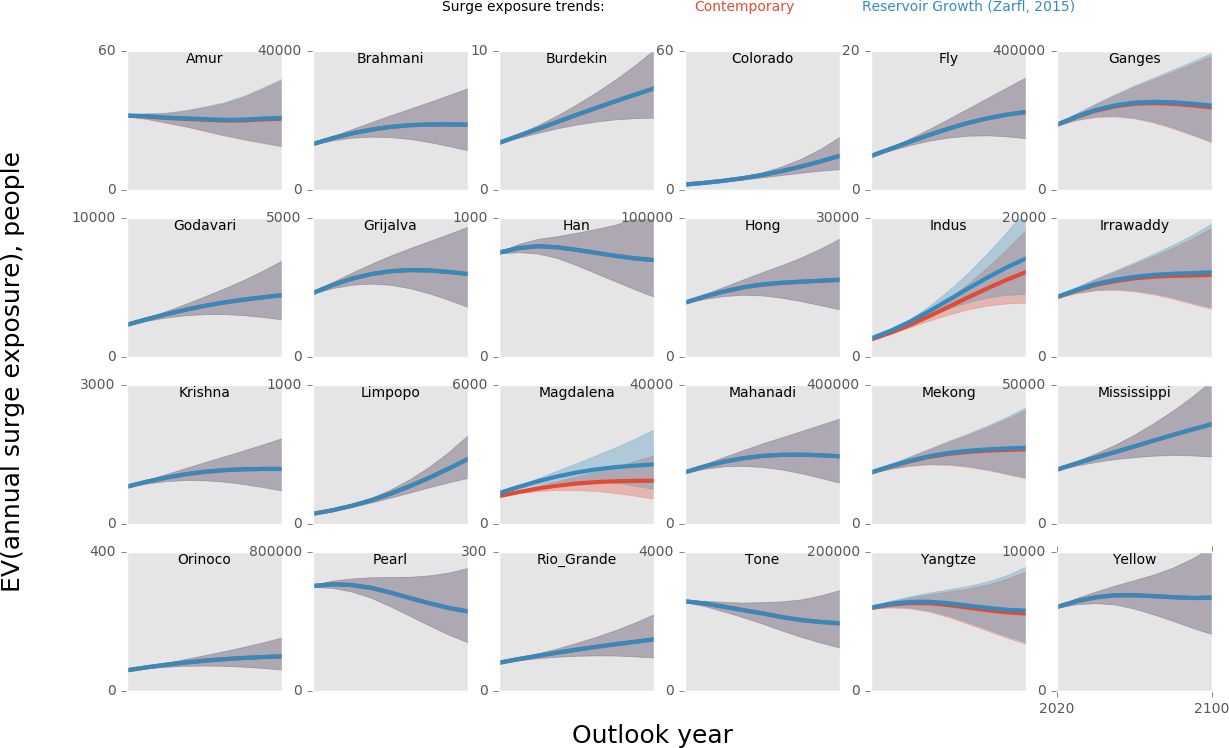 Surge exposure trends: Contemporary Reservoir Growth (Zarfl, 2015)
60 40000 10 60 20 400000
Amur Brahmani Burdekin Colorado Fly Ganges
0 0 0 0 0 0
10000 5000 1000 100000 30000 20000
Godavari Grijalva Han Hong Indus Irrawaddy
0 0 0 0 0 0
3000 1000 6000 40000 400000 50000
Krishna Limpopo Magdalena Mahanadi Mekong Mississippi
0 0 0 0 0 0
400 800000 300 4000 200000 10000
Orinoco Pearl Rio_Grande Tone Yangtze Yellow
0 0 0 0 0 0
2020 2100
EV(annual surge exposure), people
Outlook year